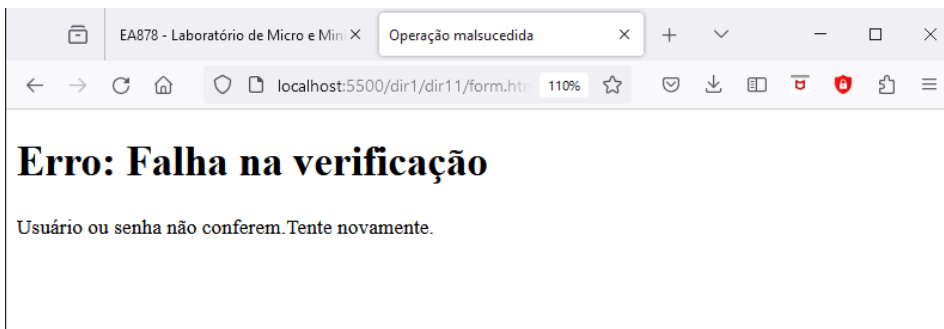 EA878 - Laboratório de Micro e Mini
Operação malsucedida
localhost:5500/dir1/dir11/form.htm
110%
Erro: Falha na verificação
Usuário ou senha não conferem.Tente novamente.